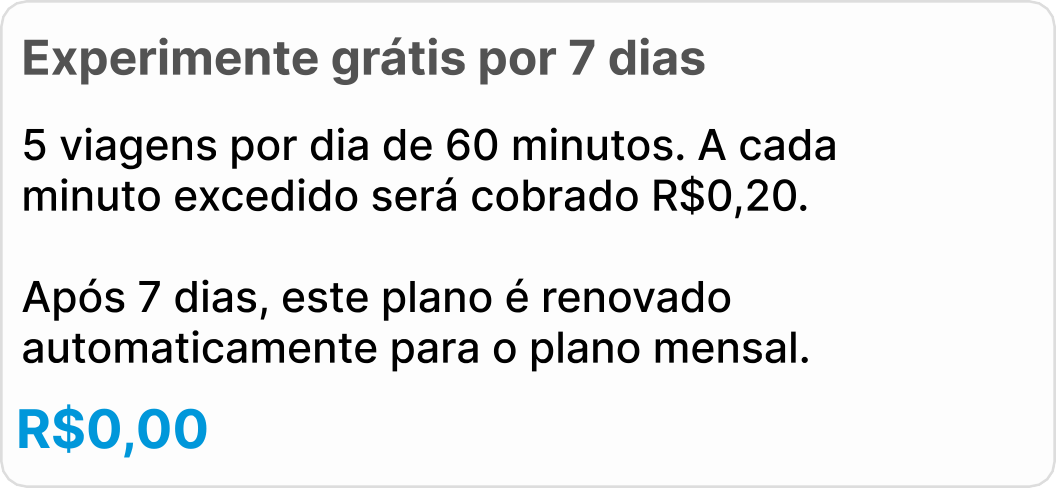 Experimente grátis por 7 dias
5 viagens por dia de 60 minutos. A cada
minuto excedido será cobrado R$0,20.
Após 7 dias, este plano é renovado
automaticamente para o plano mensal.
R$0,00